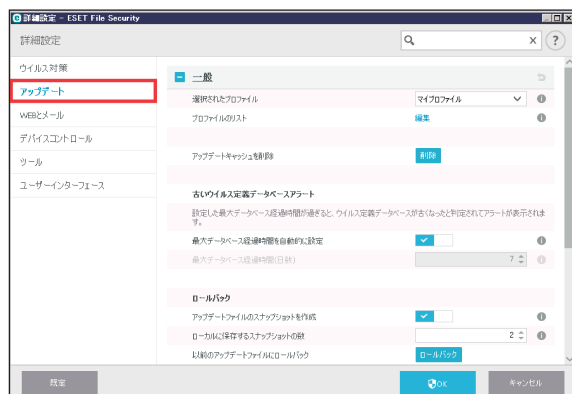 詳細設定 - ESET File Security
詳細設定
?
ウイルス対策
アップデート
WEBとメール
デバイスコントロール
ツール
ユーザーインターフェース
一般
選択されたプロファイル
マイプロファイル
プロファイルのリスト
編集
アップデートキャッシュを削除
削除
古いウイルス定義データベースアラート
設定した最大データベース経過時間が過ぎると、ウイルス定義データベースが古くなったと判定されてアラートが表示されま
す。
最大データベース経過時間を自動的に設定
最大データベース経過時間(日数)
7
ロールバック
アップデートファイルのスナップショットを作成
ローカルに保存するスナップショットの数
2
以前のアップデートファイルにロールバック
ロールバック
既定
OK
キャンセル